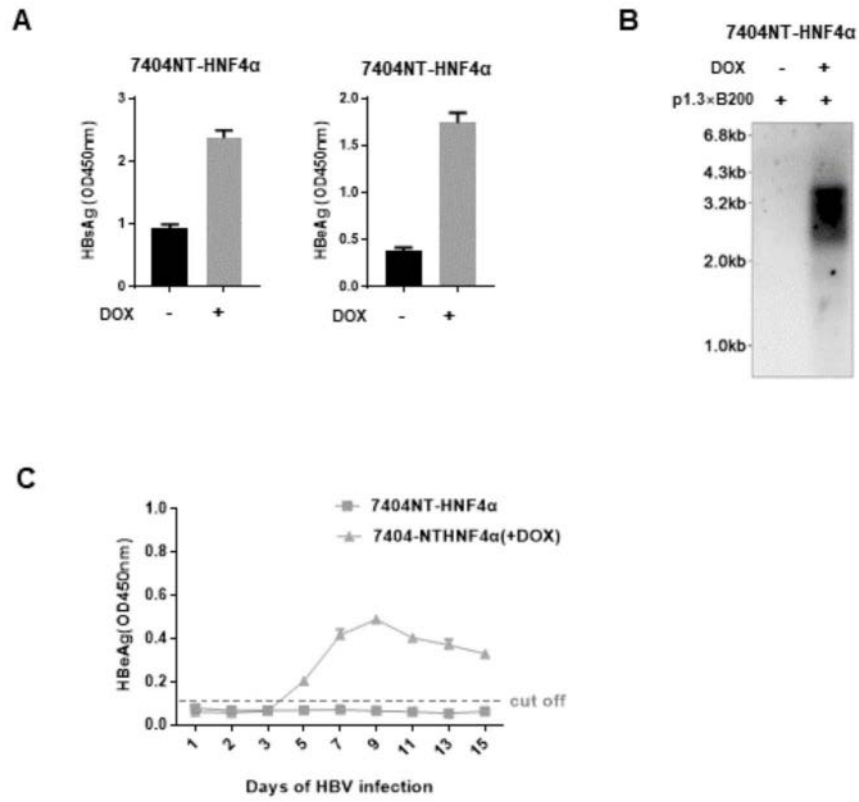 A
7404NT-HNF4α
HBsAg ( OD450nm)
3
2
1
0
DOX - +
7404NT-HNF4α
HBeAg ( OD450nm)
2.0
1.5
1.0
0.5
0.0
DOX - +
B
7404NT-HNF4α
DOX - +
p1.3×B200 + +
6.8kb
4.3kb
3.2kb
2.0kb
1.0kb
C
HBeAg(OD450nm)
1.0
0.8
0.6
0.4
0.2
0.0
7404NT-HNF4α
7404-NTHNF4α(+DOX)
cut off
1 2 3 5 7 9 11 13 15
Days of HBV infection